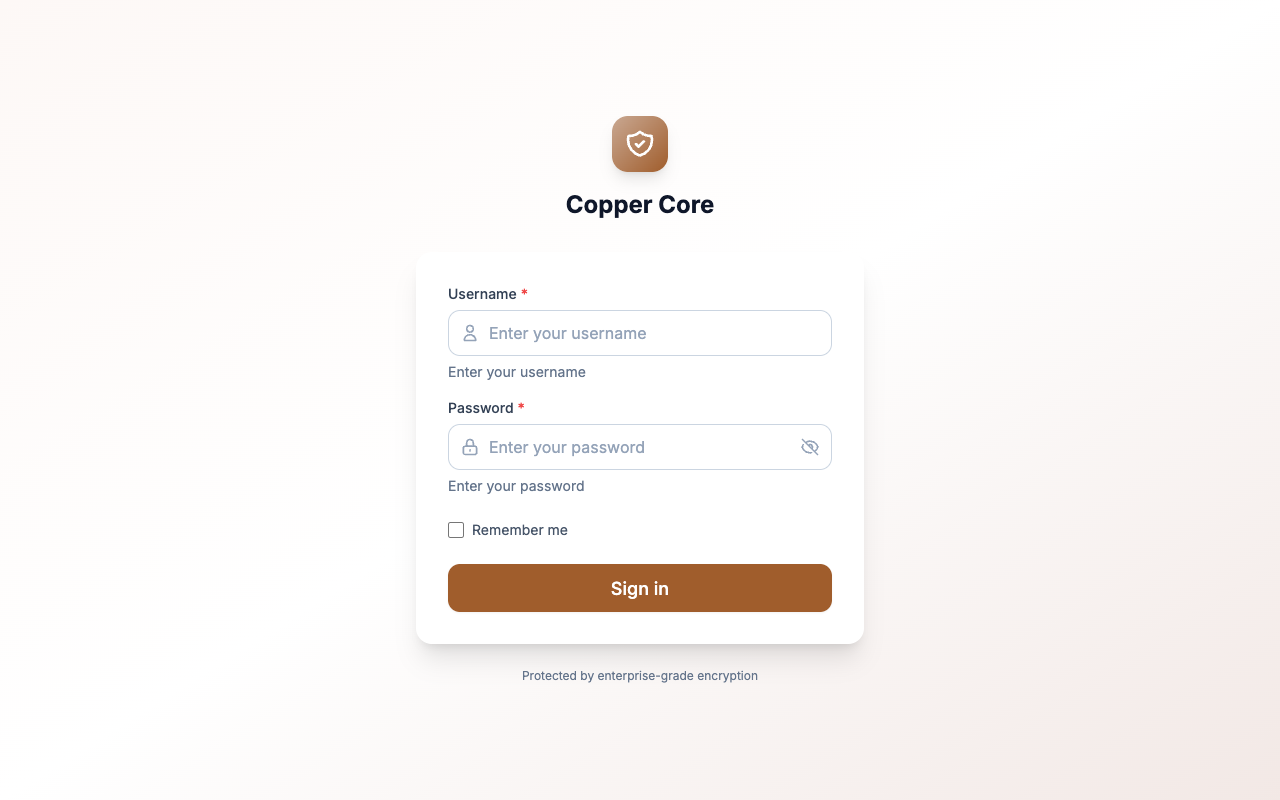 Copper Core
Username *
Enter your username
Enter your username
Password *
Enter your password
Enter your password
Remember me
Sign in
Protected by enterprise-grade encryption